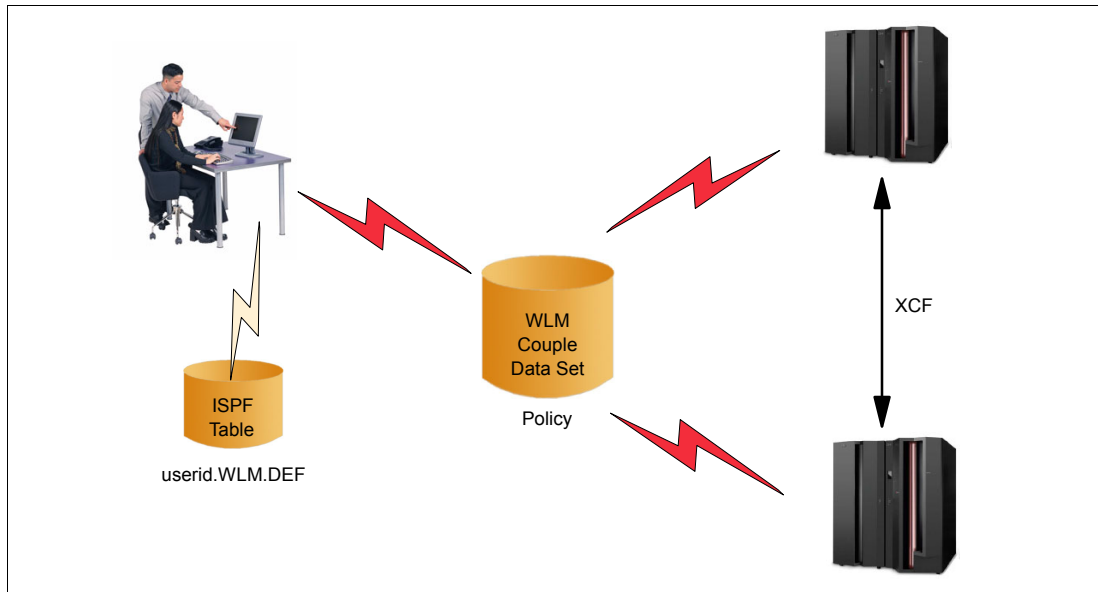 WLM
Couple
Data Set
Policy
XCF
ISPF
Table
userid.WLM.DEF